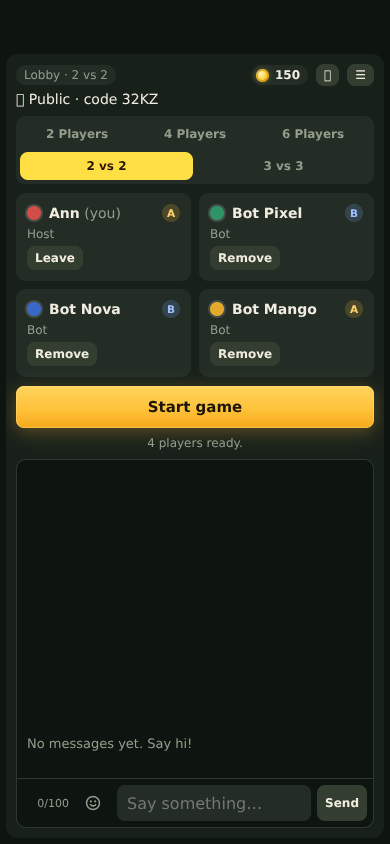 Lobby · 2 vs 2
150
Public · code 32KZ
2 Players 4 Players 6 Players
2 vs 2 3 vs 3
Ann (you) A
Host
Leave
Bot Pixel B
Bot
Remove
Bot Nova B
Bot
Remove
Bot Mango A
Bot
Remove
Start game
4 players ready.
No messages yet. Say hi!
0/100 Say something... Send